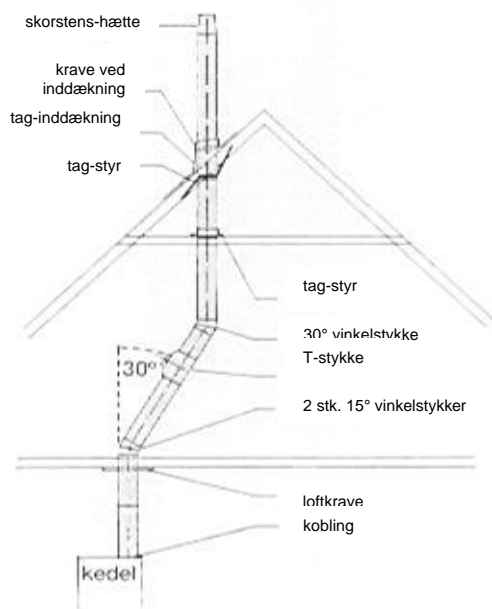 skorstens-hætte
krave ved
inddækning
tag-inddækning
tag-styr
tag-styr
30° vinkelstykke
T-stykke
30°
2 stk. 15° vinkelstykker
loftkrave
kobling
kedel